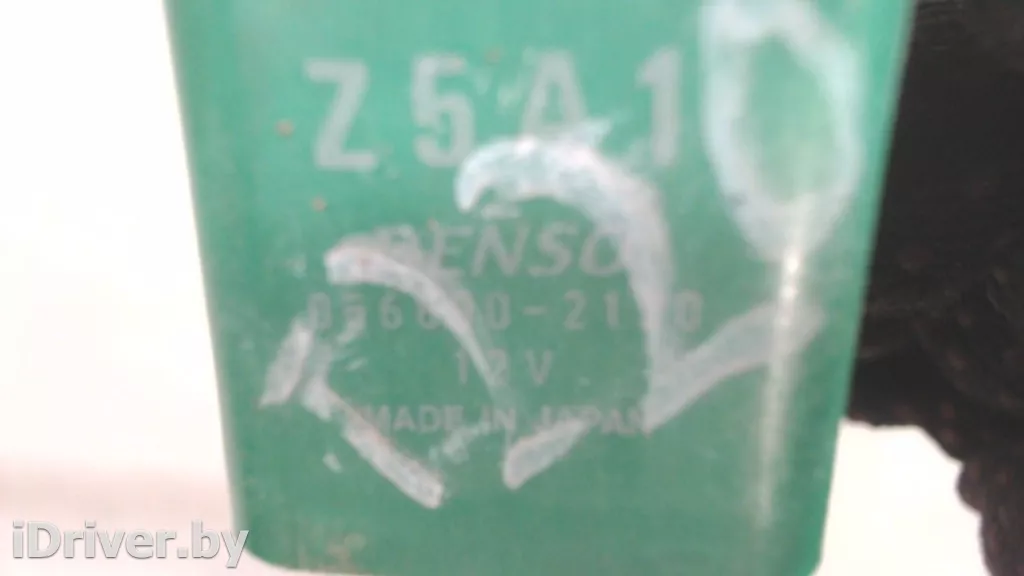 Z5A1
DENSO
12V
MADE IN JAPAN
iDriver.by